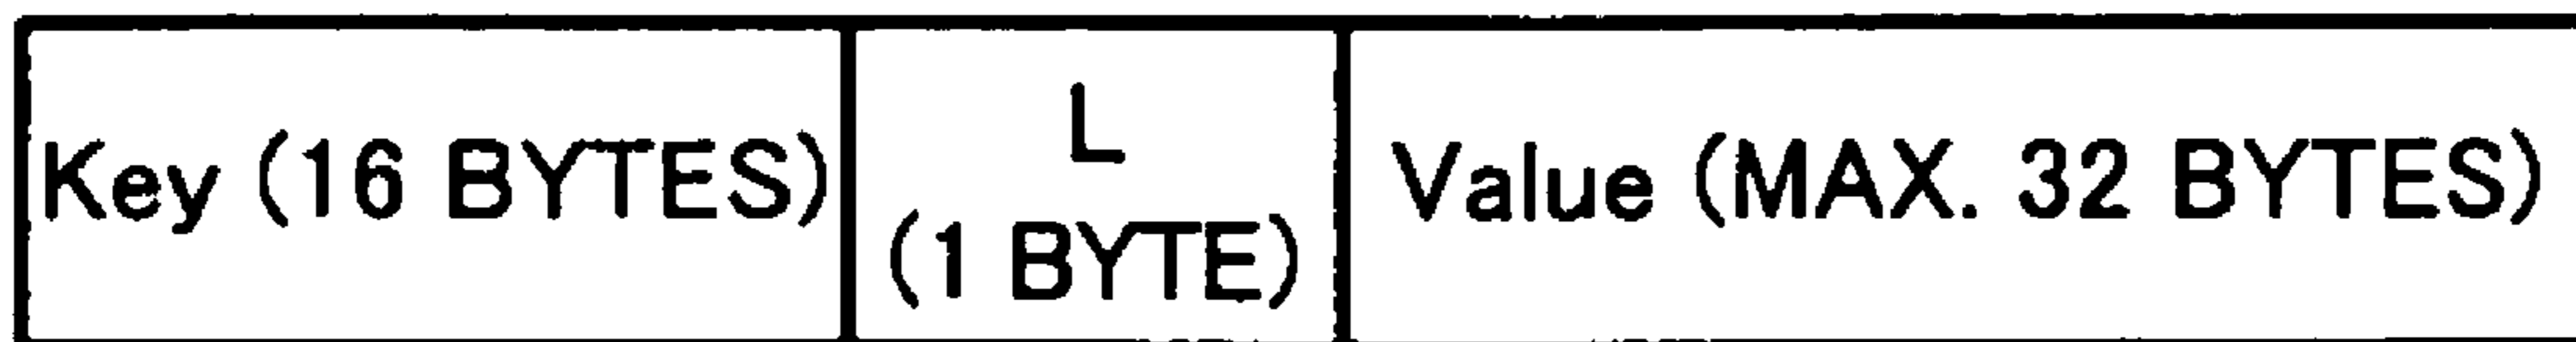 Key (16 BYTES)
L
(1 BYTE)
Value (MAX. 32 BYTES)